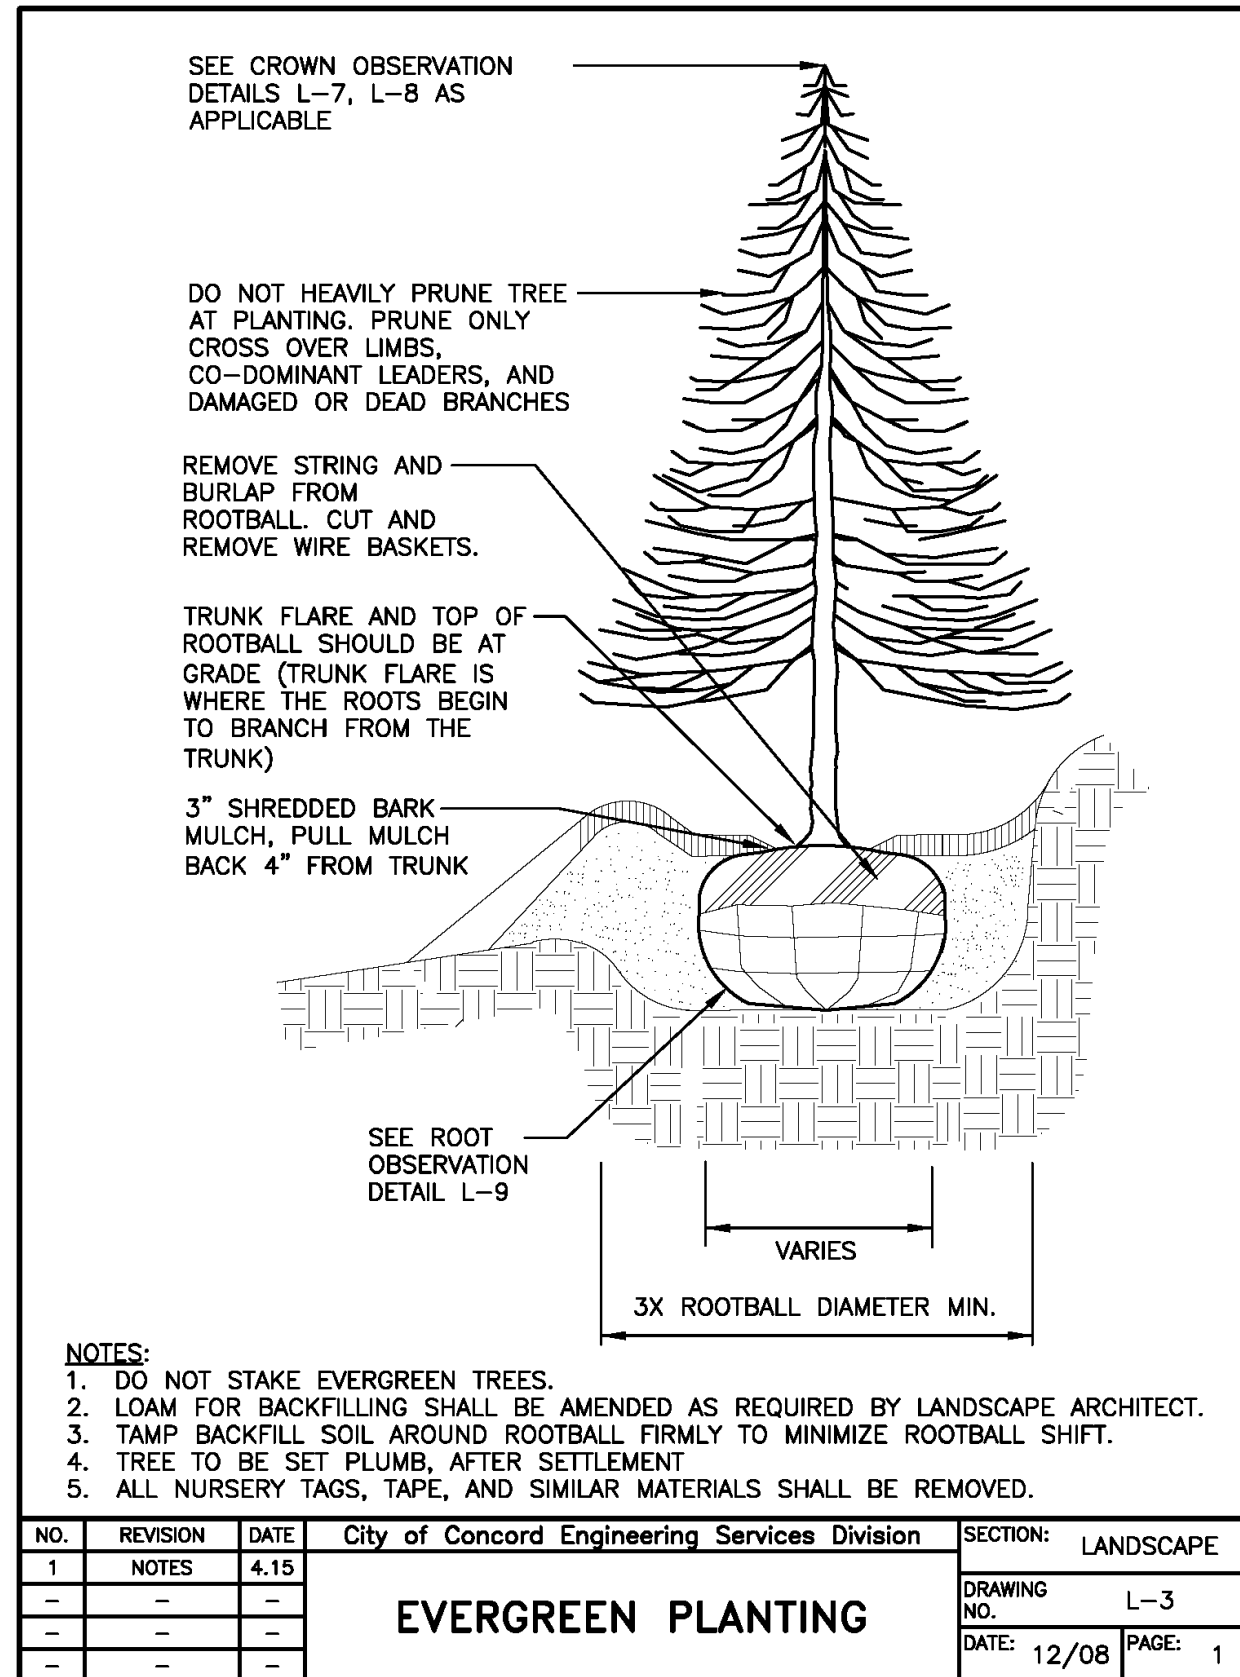 SEE CROWN OBSERVATION
DETAILS L-7, L-8 AS
APPLICABLE
DO NOT HEAVILY PRUNE TREE
AT PLANTING. PRUNE ONLY
CROSS OVER LIMBS,
CO-DOMINANT LEADERS, AND
DAMAGED OR DEAD BRANCHES
REMOVE STRING AND
BURLAP FROM
ROOTBALL. CUT AND
REMOVE WIRE BASKETS.
TRUNK FLARE AND TOP OF
ROOTBALL SHOULD BE AT
GRADE (TRUNK FLARE IS
WHERE THE ROOTS BEGIN
TO BRANCH FROM THE
TRUNK)
3" SHREDDED BARK
MULCH, PULL MULCH
BACK 4" FROM TRUNK
SEE ROOT
OBSERVATION
DETAIL L-9
VARIES
3X ROOTBALL DIAMETER MIN.
NOTES:
1. DO NOT STAKE EVERGREEN TREES.
2. LOAM FOR BACKFILLING SHALL BE AMENDED AS REQUIRED BY LANDSCAPE ARCHITECT.
3. TAMP BACKFILL SOIL AROUND ROOTBALL FIRMLY TO MINIMIZE ROOTBALL SHIFT.
4. TREE TO BE SET PLUMB, AFTER SETTLEMENT
5. ALL NURSERY TAGS, TAPE, AND SIMILAR MATERIALS SHALL BE REMOVED.
NO. REVISION DATE
1 NOTES 4.15
- - -
- - -
- - -
City of Concord Engineering Services Division
EVERGREEN PLANTING
SECTION: LANDSCAPE
DRAWING
NO. L-3
DATE: 12/08 PAGE: 1